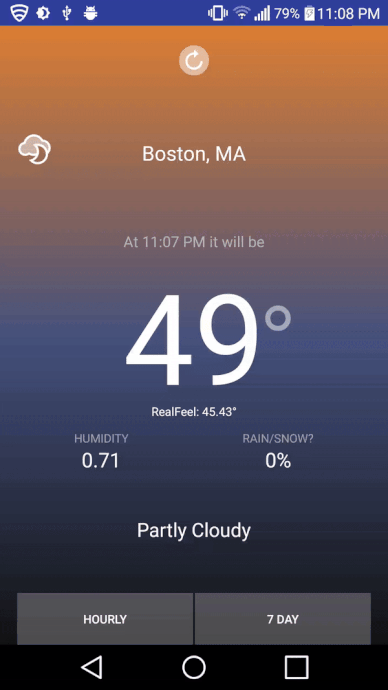 79% 11:08 PM
Boston, MA
At 11:07 PM it will be
49°
RealFeel: 45.43°
HUMIDITY RAIN/SNOW?
0.71 0%
Partly Cloudy
HOURLY 7 DAY